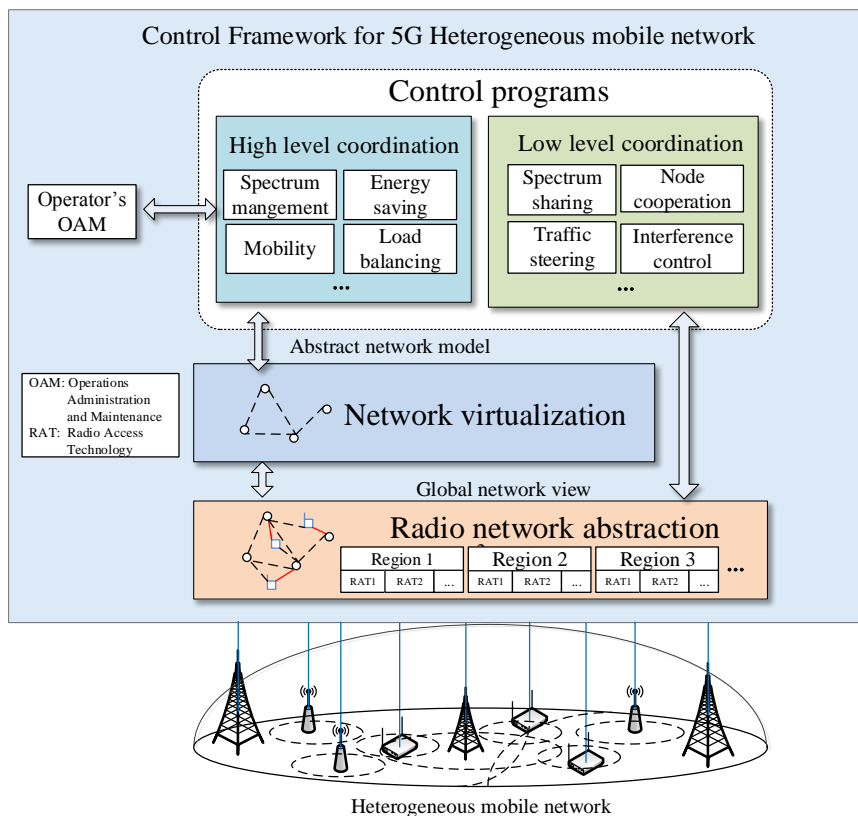 Control Framework for 5G Heterogeneous mobile network
Control programs
High level coordination
Spectrum
mangement
Energy
saving
Mobility
Load
balancing
...
Low level coordination
Spectrum
sharing
Node
cooperation
Traffic
steering
Interference
control
...
Operator's
OAM
Abstract network model
OAM: Operations
Administration
and Maintenance
RAT: Radio Access
Technology
Network virtualization
Global network view
Radio network abstraction
Region 1
RAT1 RAT2 ...
Region 2
RAT1 RAT2 ...
Region 3
RAT1 RAT2 ...
...
Heterogeneous mobile network